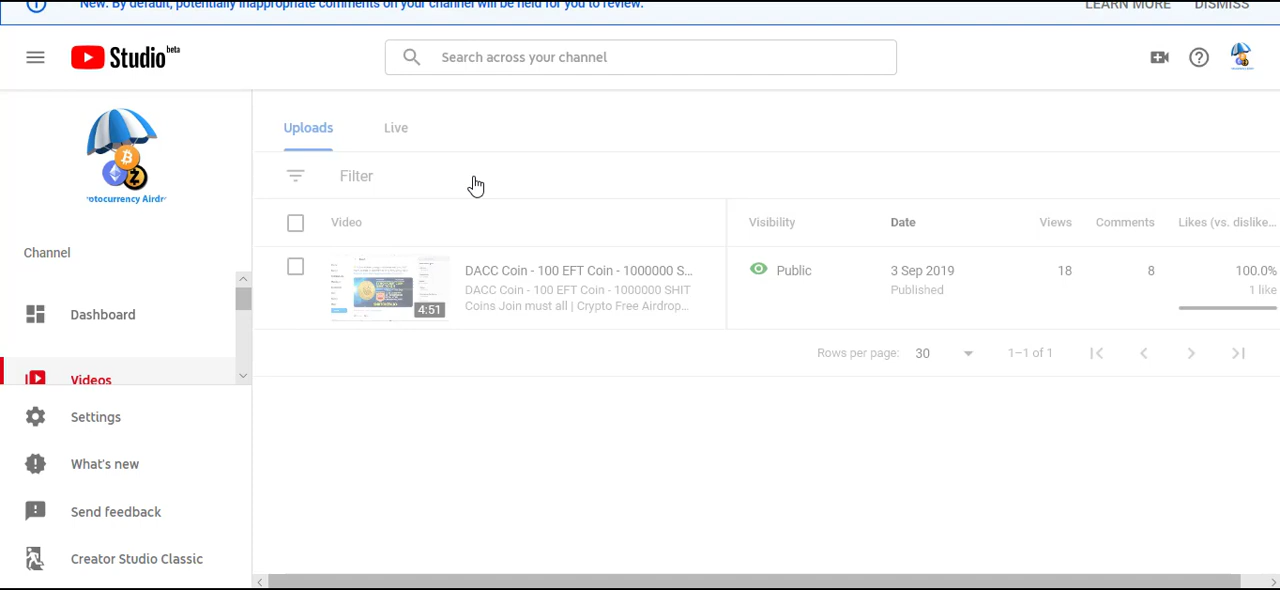 New: By default, potentially inappropriate comments on your channel will be held for you to review.
LEARN MORE
DISMISS
Studio beta
Search across your channel
Uploads
Live
Filter
Video
Visibility
Date
Views
Comments
Likes (vs. dislike...
4:51
DACC Coin - 100 EFT Coin - 1000000 S...
DACC Coin - 100 EFT Coin - 1000000 SHIT
Coins Join must all | Crypto Free Airdrop...
Public
3 Sep 2019
Published
18
8
100.0%
1 like
Rows per page:
30
1–1 of 1
otocurrency Airdr
Channel
Dashboard
Videos
Settings
What's new
Send feedback
Creator Studio Classic